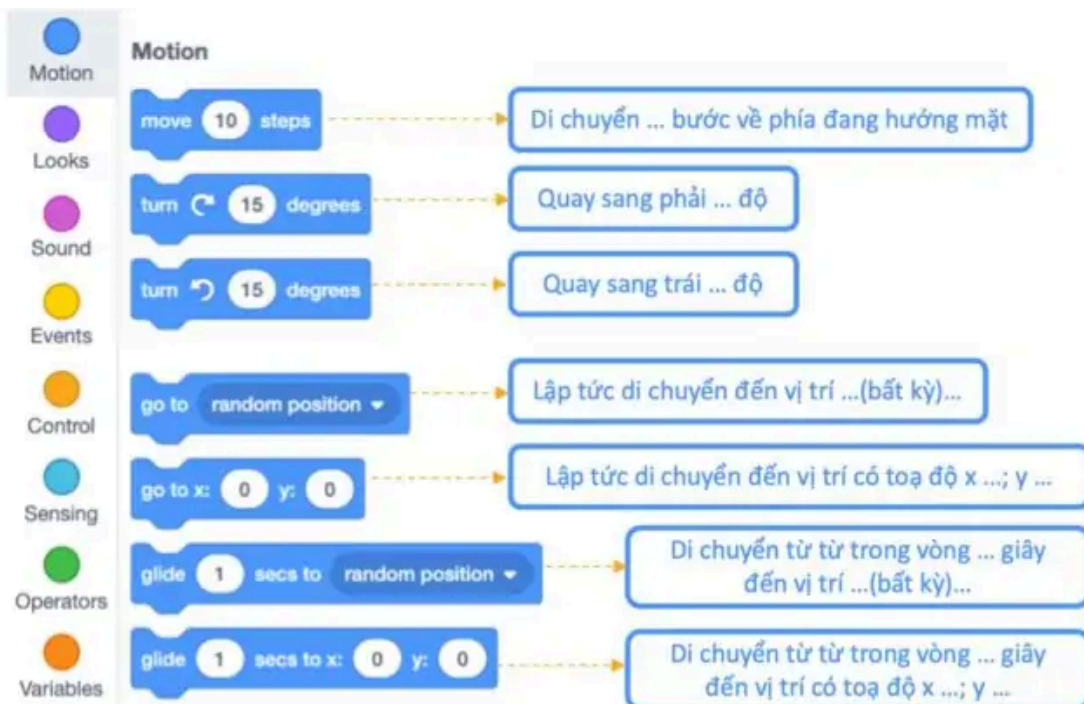 Motion
Looks
Sound
Events
Control
Sensing
Operators
Variables
Motion
move 10 steps
Di chuyển ... bước về phía đang hướng mặt
turn 15 degrees
Quay sang phải ... độ
turn 15 degrees
Quay sang trái ... độ
go to random position
Lập tức di chuyển đến vị trí ...(bất kỳ)...
go to x: 0 y: 0
Lập tức di chuyển đến vị trí có toạ độ x ...; y ...
glide 1 secs to random position
Di chuyển từ từ trong vòng ... giây
đến vị trí ...(bất kỳ)...
glide 1 secs to x: 0 y: 0
Di chuyển từ từ trong vòng ... giây
đến vị trí có toạ độ x ...; y ...